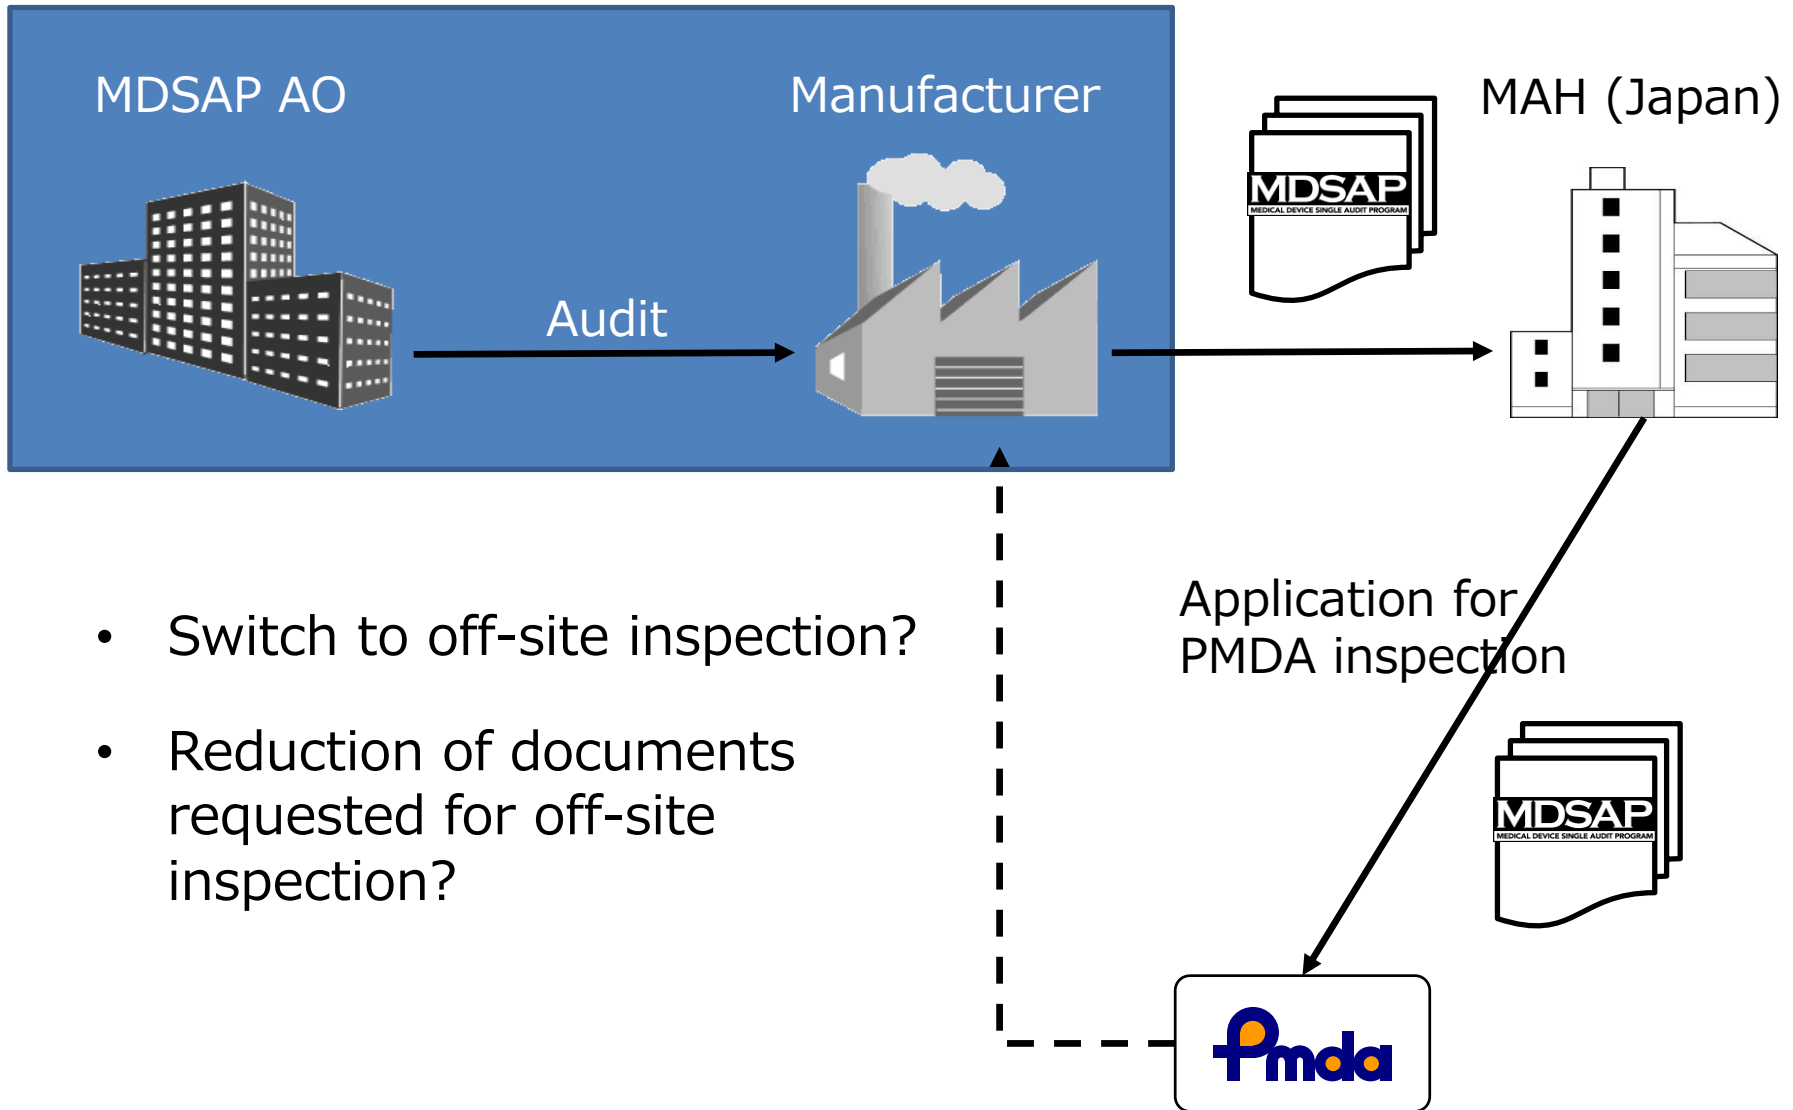 MDSAP AO
Manufacturer
MAH (Japan)
MDSAP
MEDICAL DEVICE SINGLE AUDIT PROGRAM
Audit
Application for
PMDA inspection
• Switch to off-site inspection?
• Reduction of documents
requested for off-site
inspection?
MDSAP
MEDICAL DEVICE SINGLE AUDIT PROGRAM
Pmda